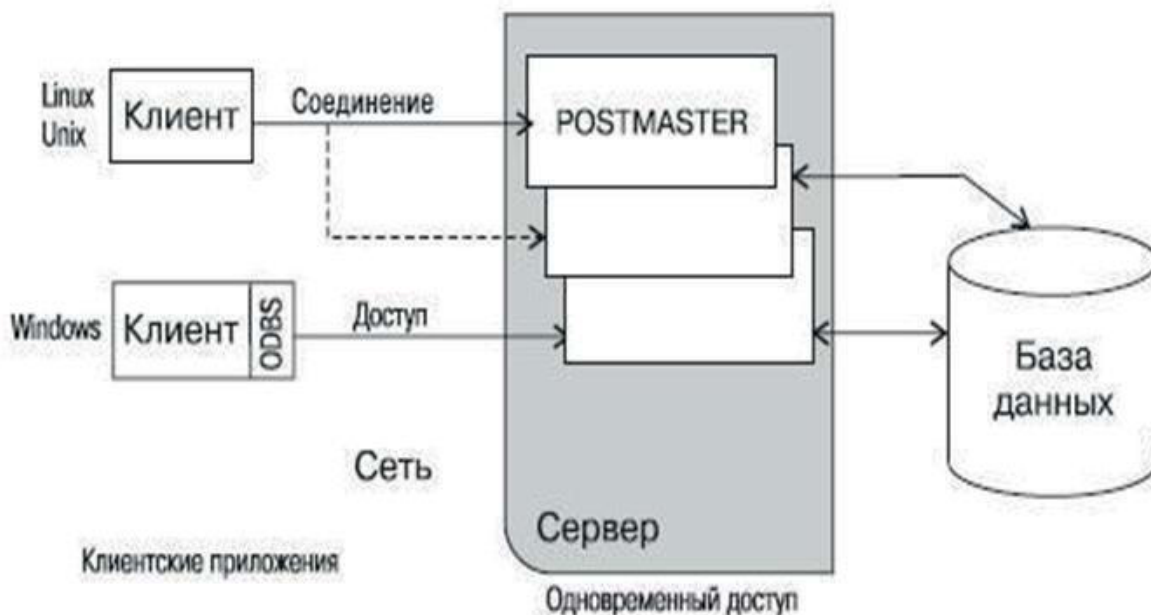 Linux
Unix
Клиент
Соединение
POSTMASTER
Windows
Клиент
ODBS
Доступ
База
данных
Сеть
Сервер
Клиентские приложения
Одновременный доступ